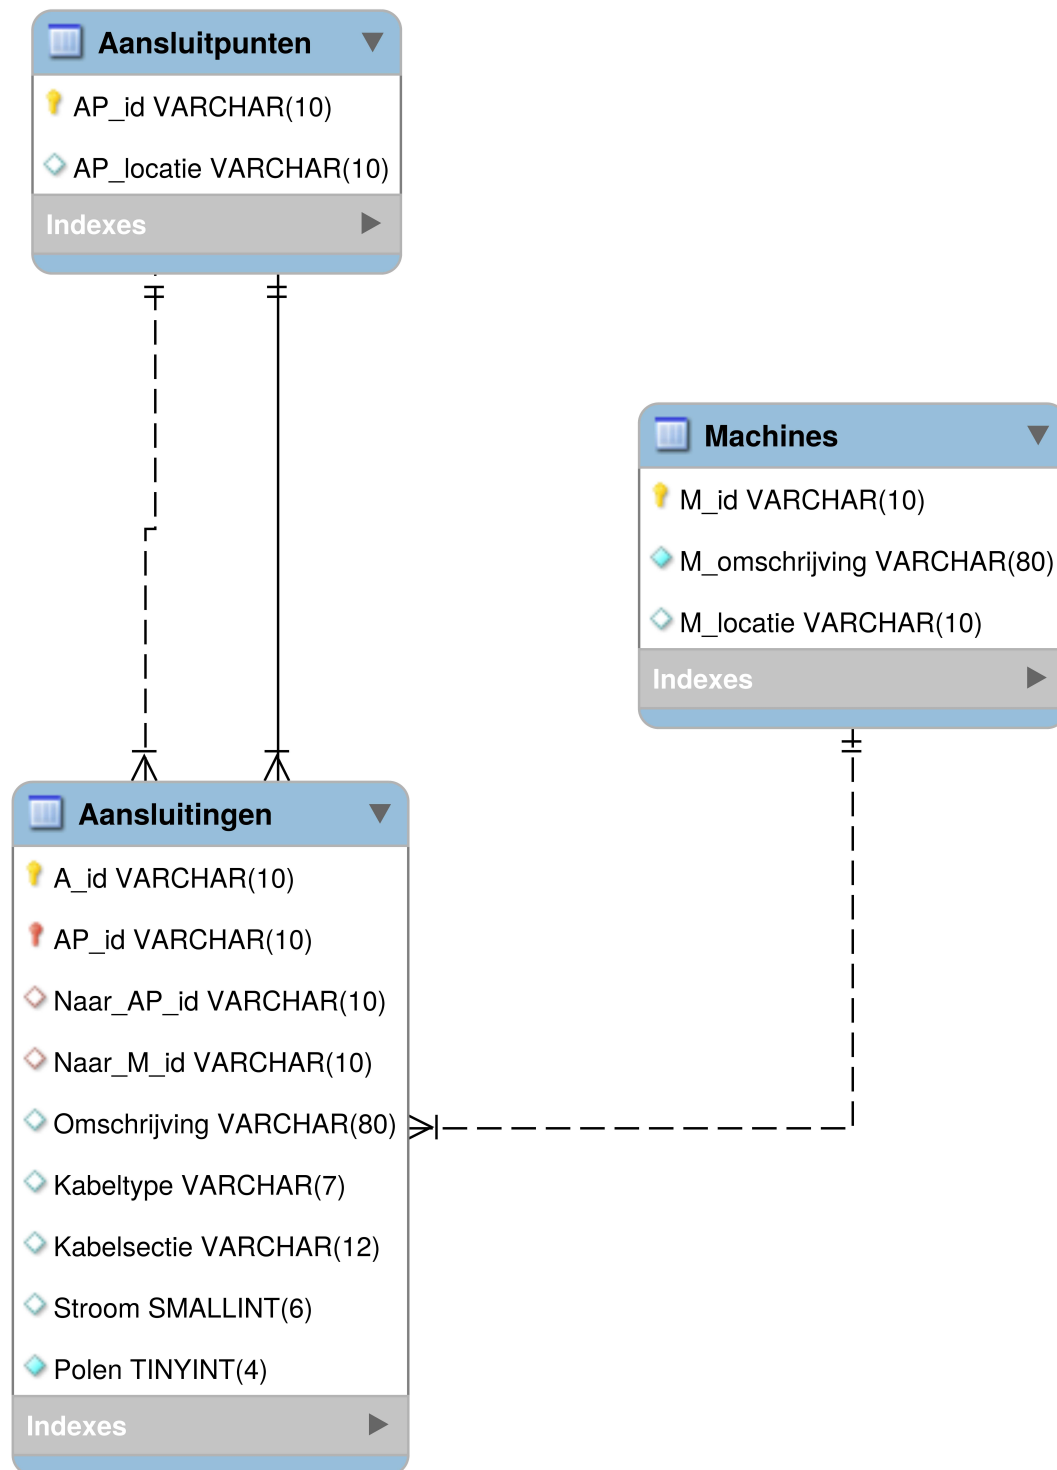 Aansluitpunten
AP_id VARCHAR(10)
AP_locatie VARCHAR(10)
Indexes
Machines
M_id VARCHAR(10)
M_omschrijving VARCHAR(80)
M_locatie VARCHAR(10)
Indexes
Aansluitingen
A_id VARCHAR(10)
AP_id VARCHAR(10)
Naar_AP_id VARCHAR(10)
Naar_M_id VARCHAR(10)
Omschrijving VARCHAR(80)
Kabeltype VARCHAR(7)
Kabelsectie VARCHAR(12)
Stroom SMALLINT(6)
Polen TINYINT(4)
Indexes